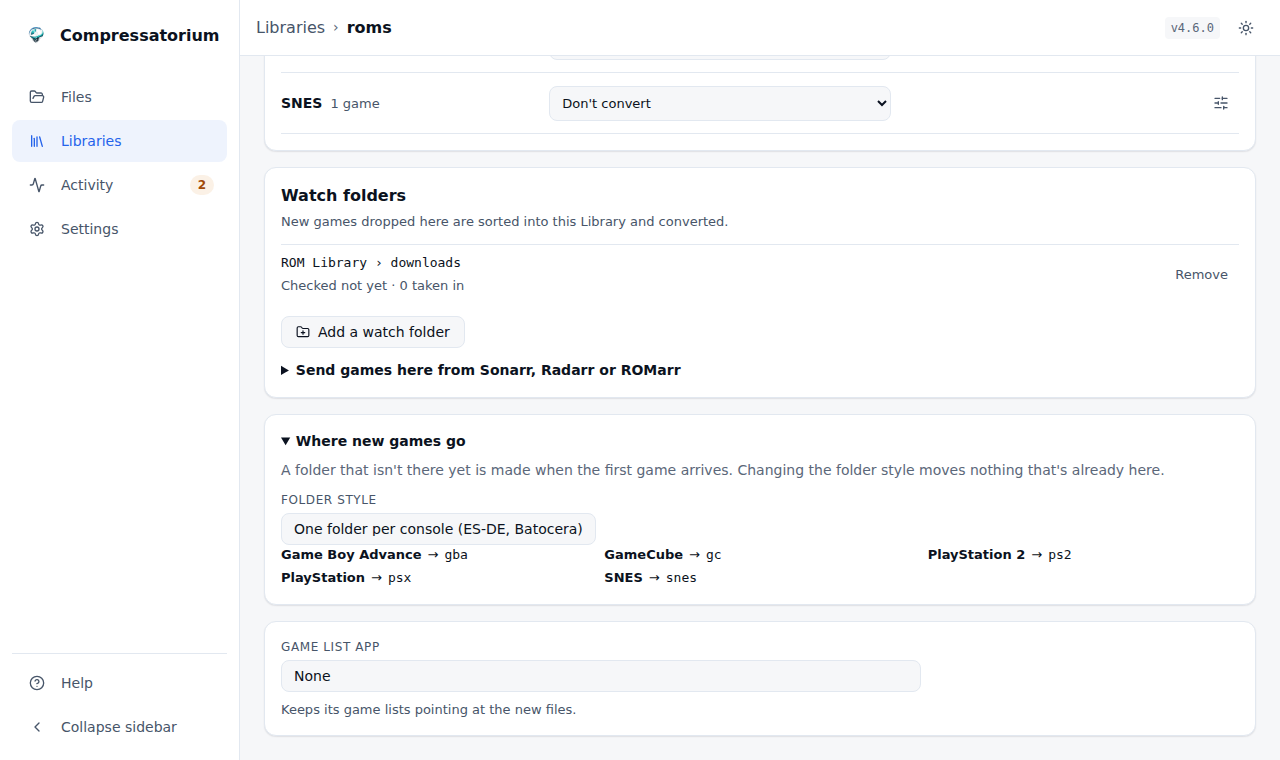 Compressatorium
Libraries › roms
v4.6.0
Files
Libraries
Activity 2
Settings
Help
Collapse sidebar
SNES 1 game
Don't convert
Watch folders
New games dropped here are sorted into this Library and converted.
ROM Library › downloads
Checked not yet · 0 taken in
Remove
Add a watch folder
Send games here from Sonarr, Radarr or ROMarr
Where new games go
A folder that isn't there yet is made when the first game arrives. Changing the folder style moves nothing that's already here.
FOLDER STYLE
One folder per console (ES-DE, Batocera)
Game Boy Advance → gba
GameCube → gc
PlayStation 2 → ps2
PlayStation → psx
SNES → snes
GAME LIST APP
None
Keeps its game lists pointing at the new files.